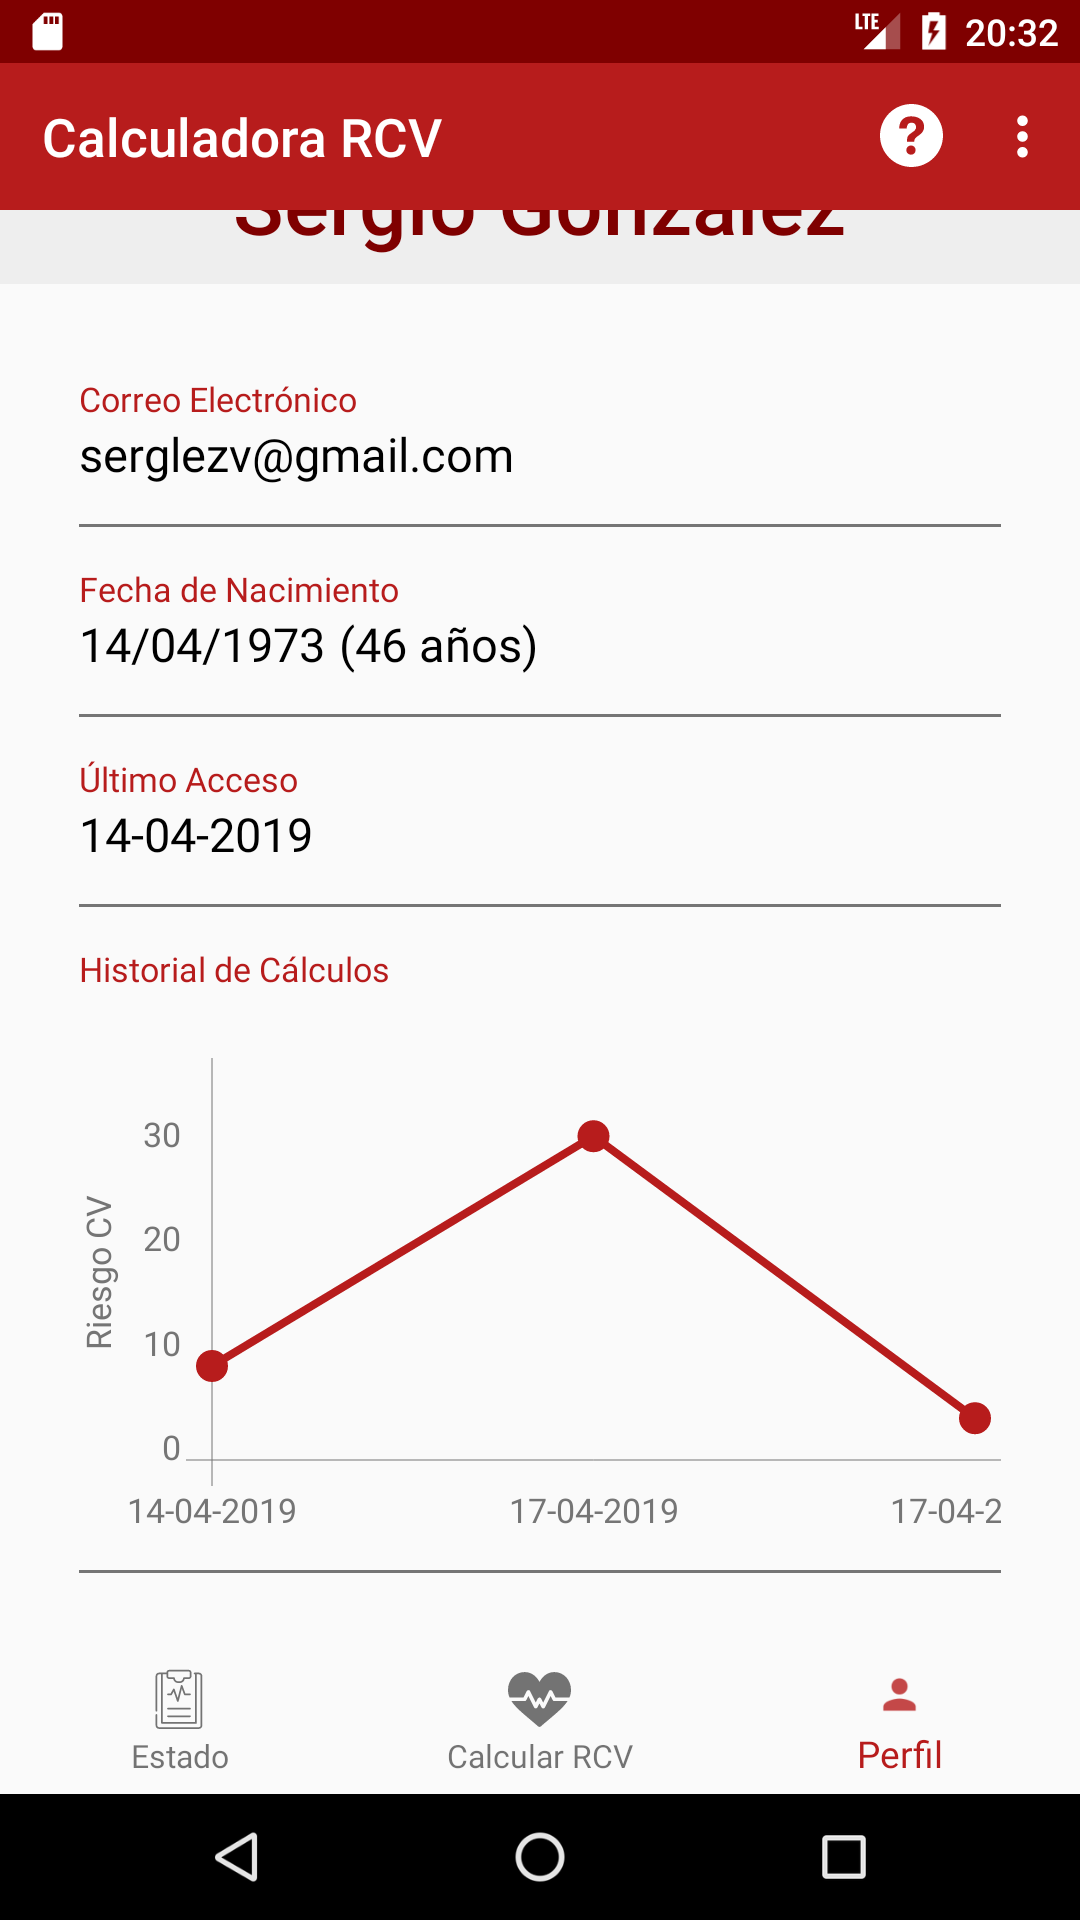 LTE 20:32
Calculadora RCV
Sergio González
Correo Electrónico
serglezv@gmail.com
Fecha de Nacimiento
14/04/1973 (46 años)
Último Acceso
14-04-2019
Historial de Cálculos
30
20
10
0
Riesgo CV
14-04-2019 17-04-2019 17-04-2
Estado Calcular RCV Perfil